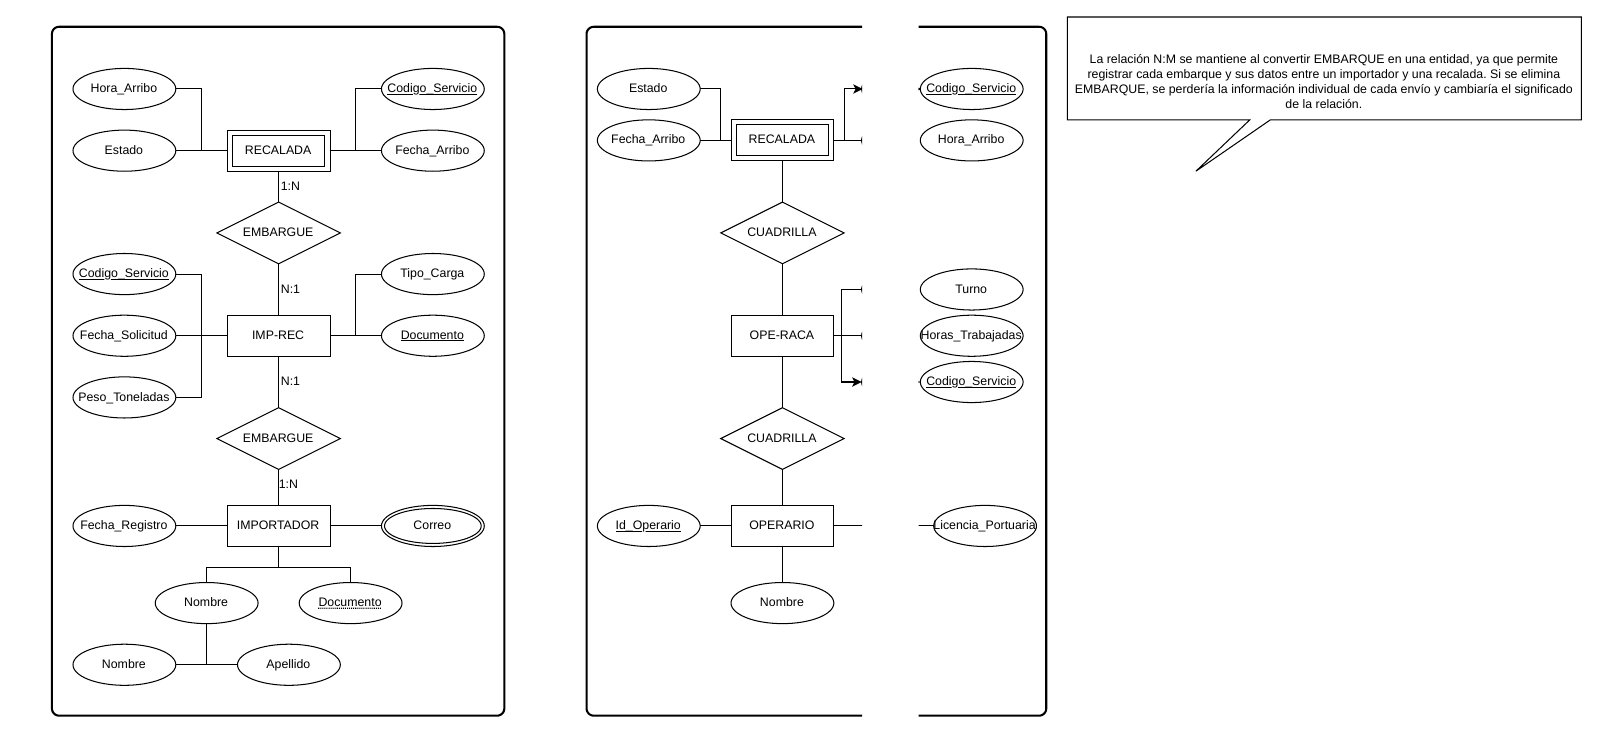 Hora_Arribo
Codigo_Servicio
Estado
RECALADA
Fecha_Arribo
1:N
EMBARGUE
Codigo_Servicio
Tipo_Carga
N:1
Fecha_Solicitud
IMP-REC
Documento
N:1
Peso_Toneladas
EMBARGUE
1:N
Fecha_Registro
IMPORTADOR
Correo
Nombre
Documento
Nombre
Apellido
Estado
Codigo_Servicio
Fecha_Arribo
RECALADA
Hora_Arribo
CUADRILLA
Turno
OPE-RACA
Horas_Trabajadas
Codigo_Servicio
CUADRILLA
Id_Operario
OPERARIO
Licencia_Portuaria
Nombre
La relación N:M se mantiene al convertir EMBARQUE en una entidad, ya que permite
registrar cada embarque y sus datos entre un importador y una recalada. Si se elimina
EMBARQUE, se perdería la información individual de cada envío y cambiaría el significado
de la relación.